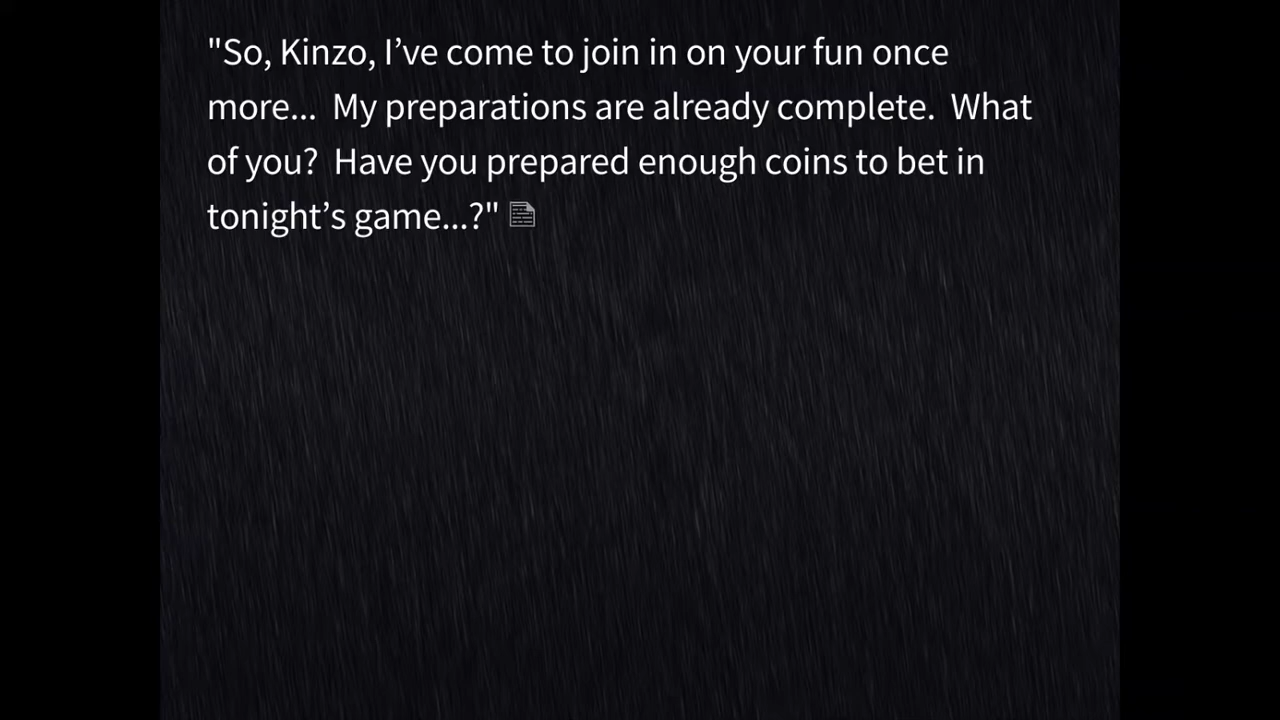 "So, Kinzo, I’ve come to join in on your fun once
more...  My preparations are already complete.  What
of you?  Have you prepared enough coins to bet in
tonight’s game...?"